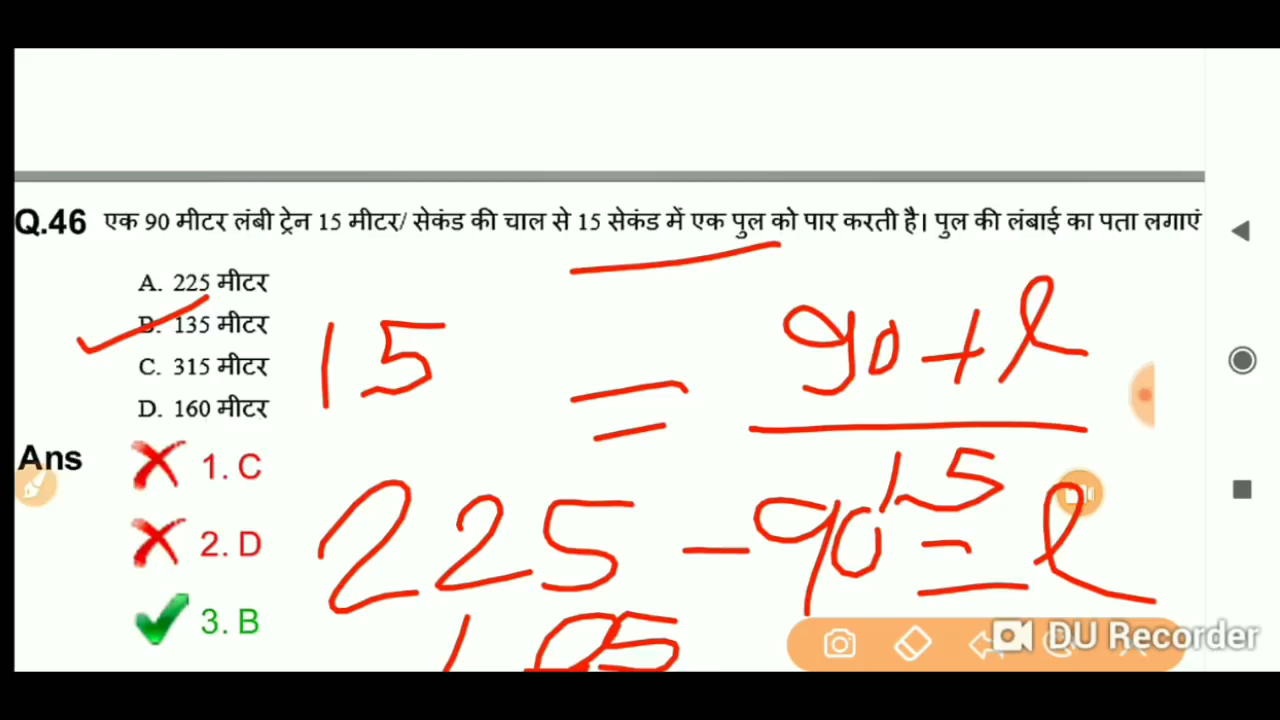 Q.46 एक 90 मीटर लंबी ट्रेन 15 मीटर/ सेकंड की चाल से 15 सेकंड में एक पुल को पार करती है। पुल की लंबाई का पता लगाएं
A. 225 मीटर
B. 135 मीटर
C. 315 मीटर
D. 160 मीटर
15 = 90+l
15
Ans
1. C
225 - 90 = l
2. D
3. B
DU Recorder